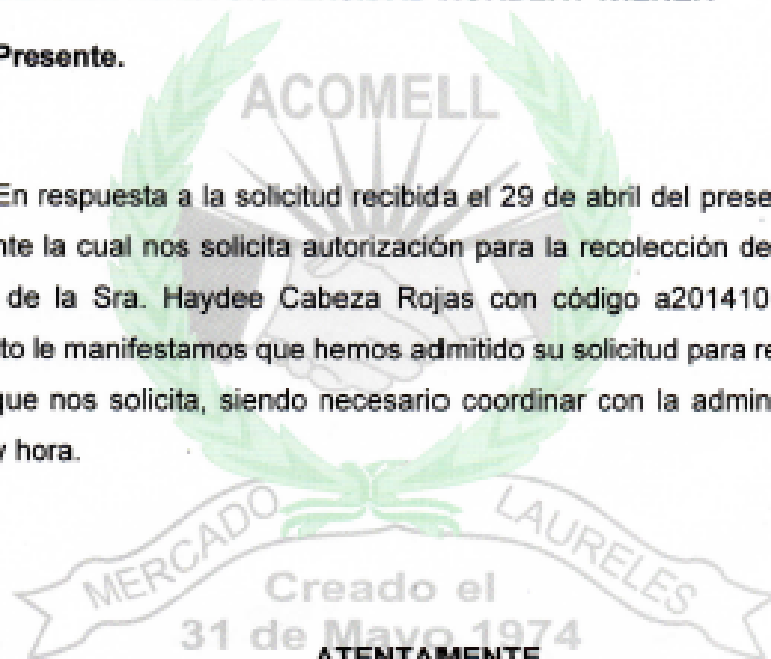 Presente.
ACOMELL
En respuesta a la solicitud recibida el 29 de abril del prese
nte la cual nos solicita autorización para la recolección de
de la Sra. Haydee Cabeza Rojas con código a201410
to le manifestamos que hemos admitido su solicitud para re
que nos solicita, siendo necesario coordinar con la admin
y hora.
MERCADO LAURELES
Creado el
31 de Mayo 1974
ATENTAMENTE